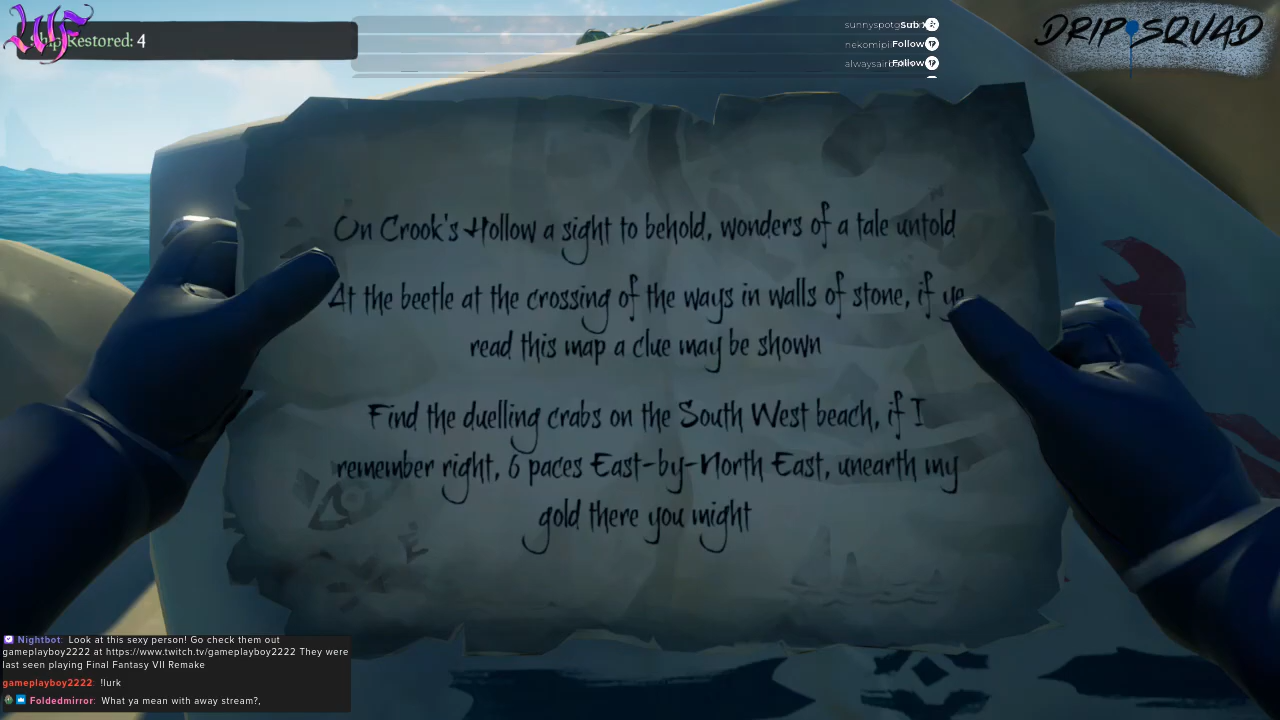 Ship Restored: 4
Sub
nekomipi Follow
Follow
DRIP SQUAD
On Crook's Hollow a sight to behold, wonders of a tale untold
At the beetle at the crossing of the ways in walls of stone, if ye
read this map a clue may be shown
Find the duelling crabs on the South West beach, if I
remember right, 6 paces East-by-North East, unearth my
gold there you might
Nightbot: Look at this sexy person! Go check them out
gameplayboy2222 at https://www.twitch.tv/gameplayboy2222 They were
last seen playing Final Fantasy VII Remake
gameplayboy2222: !lurk
Foldedmirror: What ya mean with away stream?,